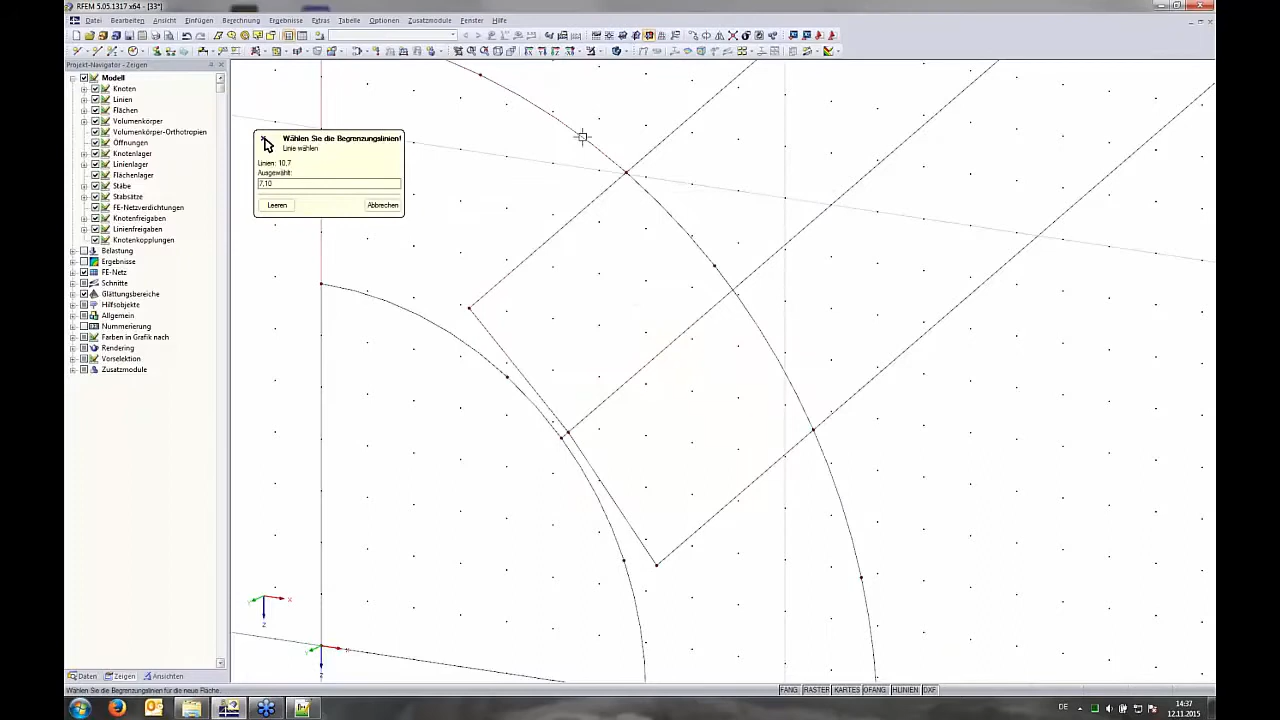 RFEM 5.05.1317 x64 - [33*]
Datei Bearbeiten Ansicht Einfügen Berechnung Ergebnisse Extras Tabelle Optionen Zusatzmodule Fenster Hilfe
Projekt-Navigator - Zeigen
Modell
Knoten
Linien
Flächen
Volumenkörper
Volumenkörper-Orthotropien
Öffnungen
Knotenlager
Linienlager
Flächenlager
Stäbe
Stabsätze
FE-Netzverdichtungen
Knotenfreigaben
Linienfreigaben
Knotenkopplungen
Belastung
Ergebnisse
FE-Netz
Schnitte
Glättungsbereiche
Hilfsobjekte
Allgemein
Nummerierung
Farben in Grafik nach
Rendering
Vorselektion
Zusatzmodule
Wählen Sie die Begrenzungslinien!
Linie wählen
Linien: 10,7
Ausgewählt:
7,10
Leeren Abbrechen
Y X
Z
Y X
Z
Daten Zeigen Ansichten
Wählen Sie die Begrenzungslinien für die neue Fläche.
FANG RASTER KARTES OFANG HLINIEN DXF
DE 14:37
12.11.2015